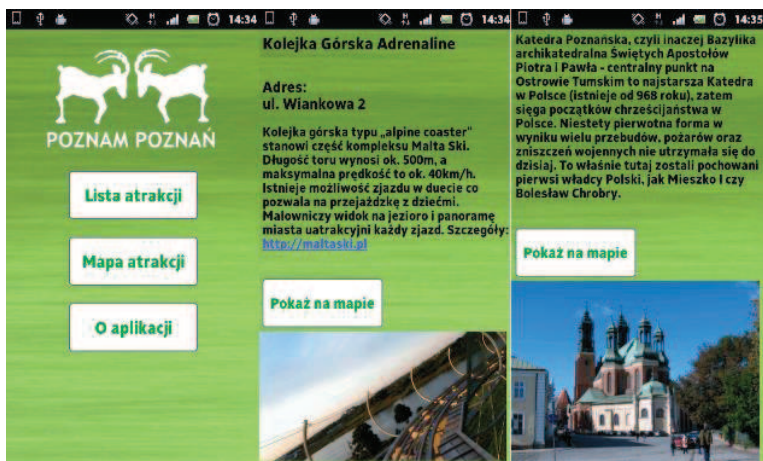 14:34
POZNAM POZNAŃ
Lista atrakcji
Mapa atrakcji
O aplikacji
14:34
Kolejka Górska Adrenaline
Adres:
ul. Wiankowa 2
Kolejka górska typu „alpine coaster"
stanowi część kompleksu Malta Ski.
Długość toru wynosi ok. 500m, a
maksymalna prędkość to ok. 40km/h.
Istnieje możliwość zjazdu w duecie co
pozwala na przejażdżkę z dziećmi.
Malowniczy widok na jezioro i panoramę
miasta uatrakcyjni każdy zjazd. Szczegóły:
http://maltaski.pl
Pokaż na mapie
14:35
Katedra Poznańska, czyli inaczej Bazylika
archikatedralna Świętych Apostołów
Piotra i Pawła - centralny punkt na
Ostrowie Tumskim to najstarsza Katedra
w Polsce (istnieje od 968 roku), zatem
sięga początków chrześcijaństwa w
Polsce. Niestety pierwotna forma w
wyniku wielu przebudów, pożarów oraz
zniszczeń wojennych nie utrzymała się do
dzisiaj. To właśnie tutaj zostali pochowani
pierwsi władcy Polski, jak Mieszko I czy
Bolesław Chrobry.
Pokaż na mapie